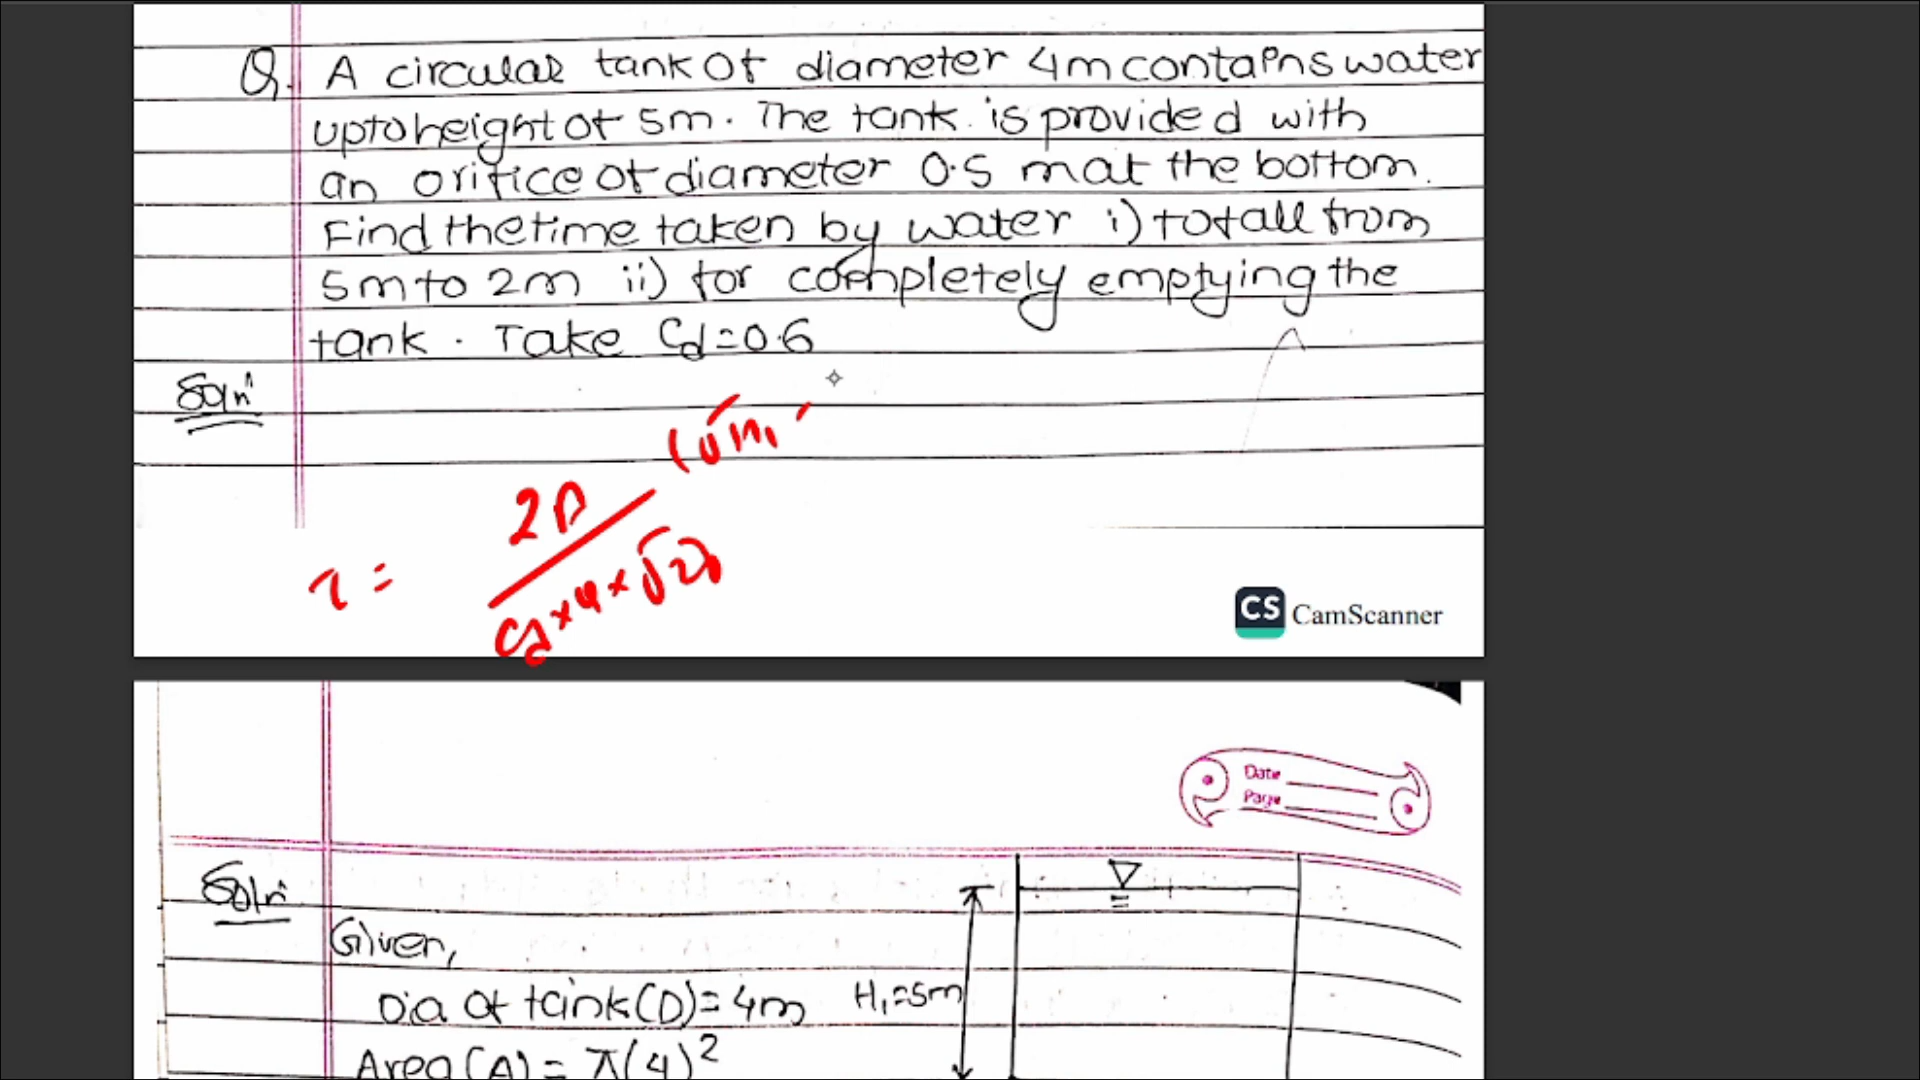 Q. A circular tank of diameter 4m contains water
upto height of 5m. The tank is provided with
an orifice of diameter 0.5 m at the bottom.
Find the time taken by water i) to fall from
5m to 2m ii) for completely emptying the
tank. Take Cd=0.6
Soln
(√H1 -
2A
T =
Cd × a × √2g
CS CamScanner
Date
Page
Soln
Given,
Dia of tank (D) = 4m H1=5m
Area (A) = π(4)²